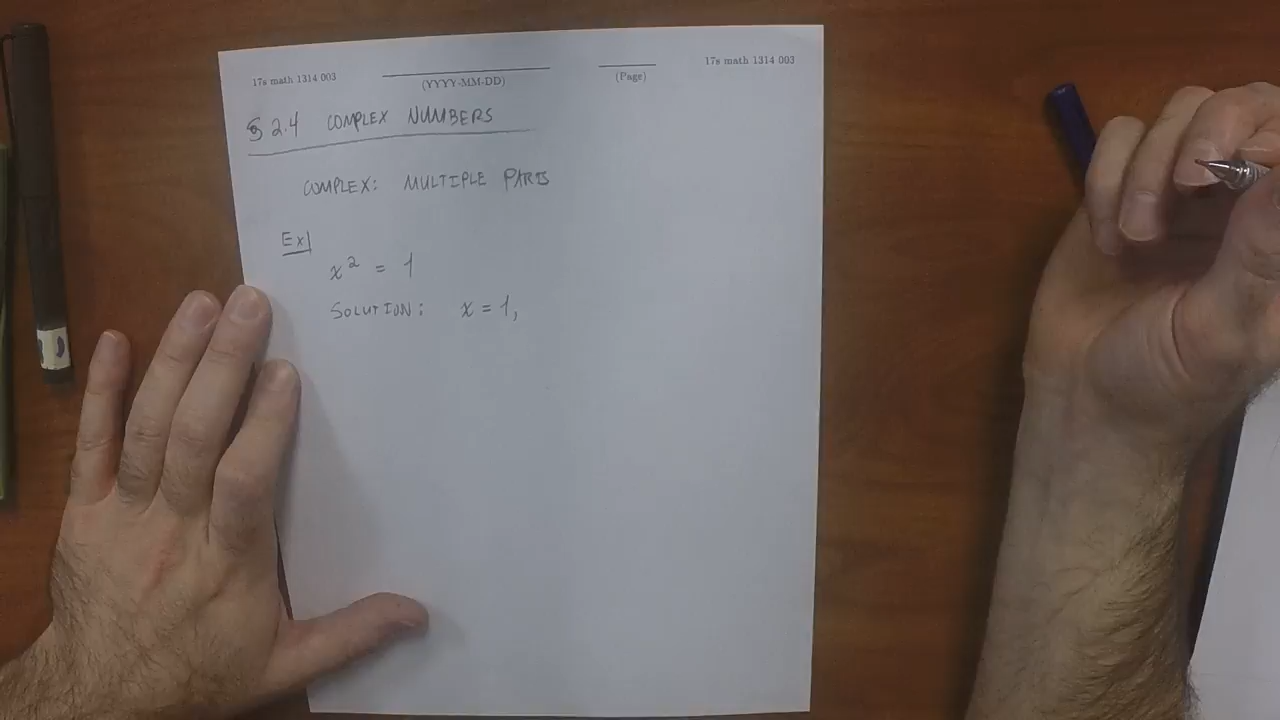 17s math 1314 003 (YYYY-MM-DD) (Page) 17s math 1314 003
§ 2.4 COMPLEX NUMBERS
COMPLEX: MULTIPLE PARTS
Ex|
x² = 1
SOLUTION: x = 1,